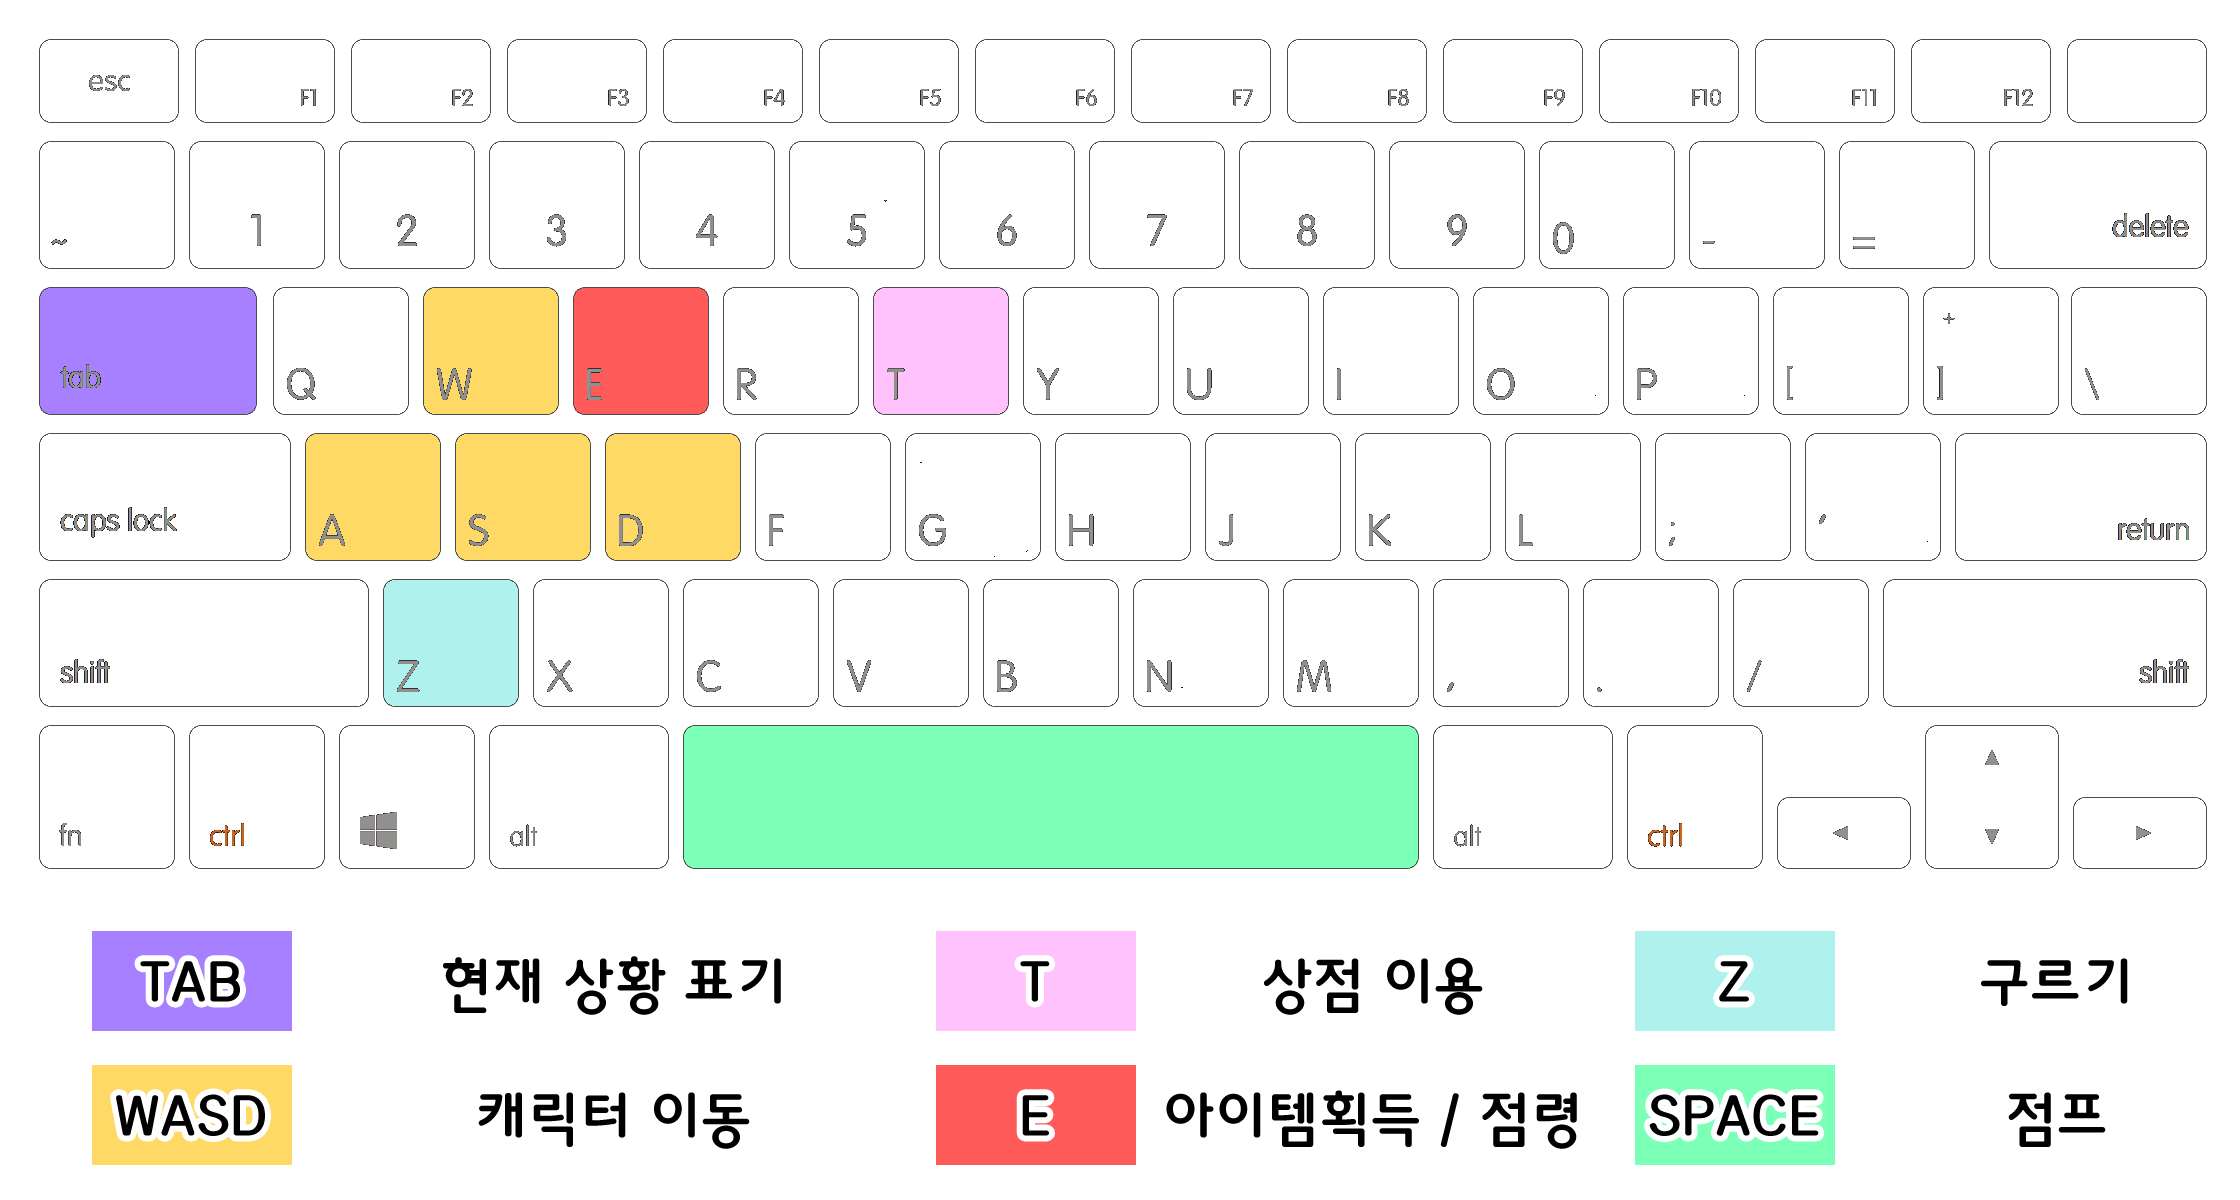 esc F1 F2 F3 F4 F5 F6 F7 F8 F9 F10 F11 F12
~ 1 2 3 4 5 6 7 8 9 0 - = delete
tab Q W E R T Y U I O P [ + ] \
caps lock A S D F G H J K L ; ' return
shift Z X C V B N M , . / shift
fn ctrl alt alt ctrl ◄ ▲ ▼ ►
TAB 현재 상황 표기 T 상점 이용 Z 구르기
WASD 캐릭터 이동 E 아이템획득 / 점령 SPACE 점프